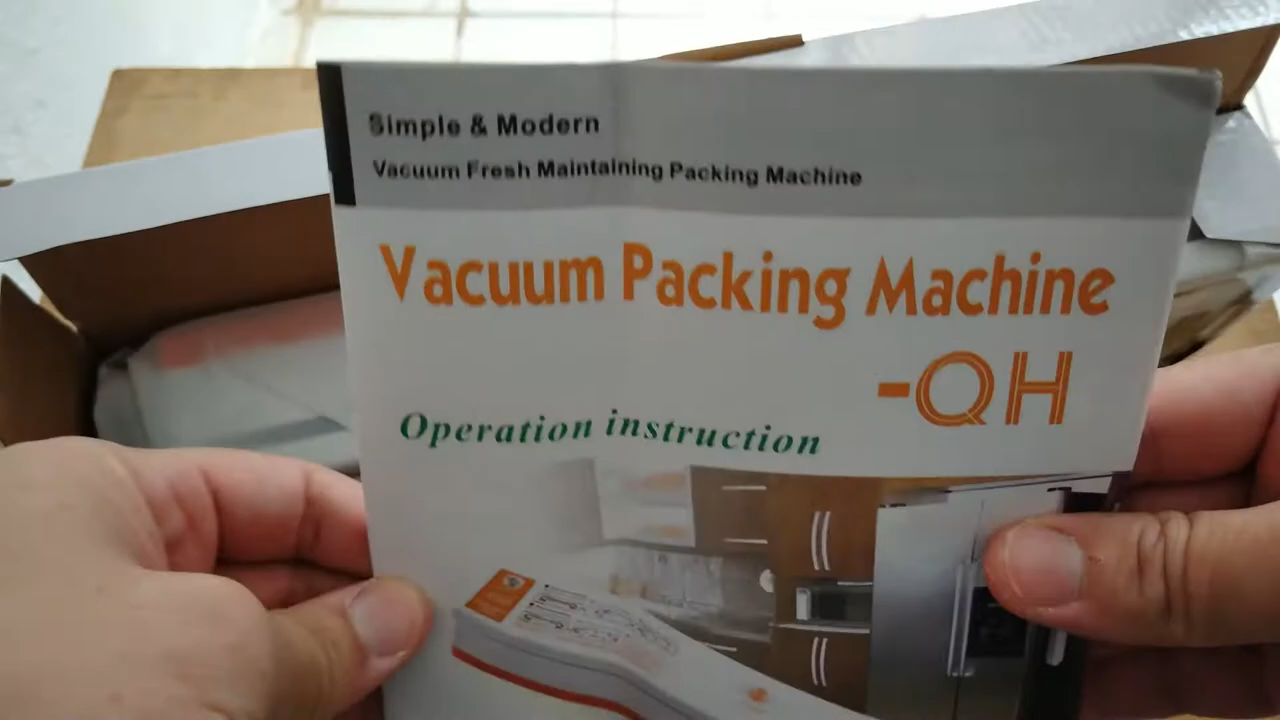 Simple & Modern
Vacuum Fresh Maintaining Packing Machine
Vacuum Packing Machine
-QH
Operation instruction